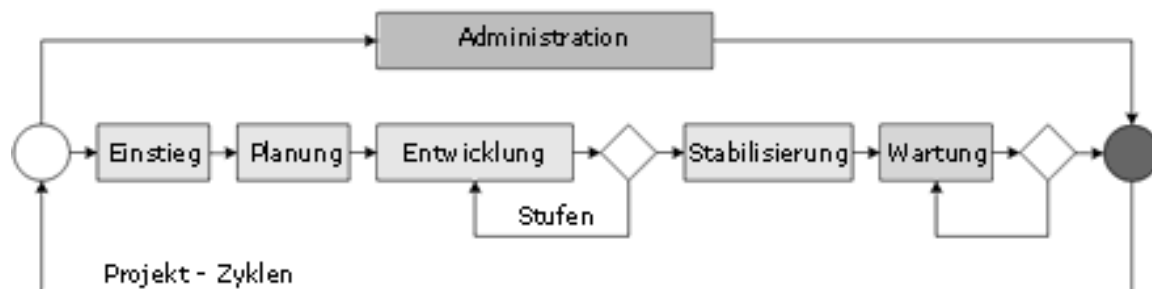 Administration
Einstieg
Planung
Entwicklung
Stabilisierung
Wartung
Stufen
Projekt - Zyklen